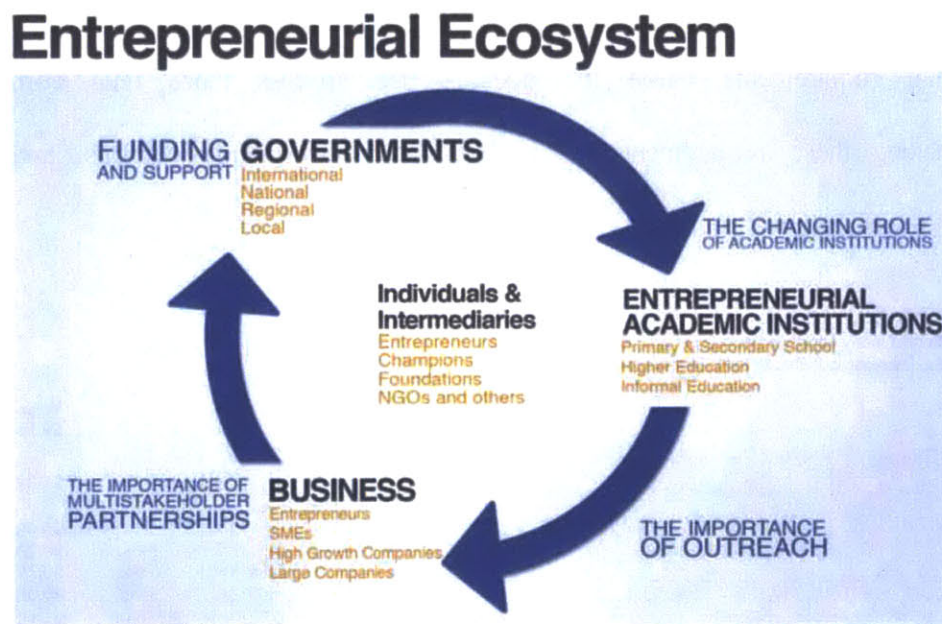 Entrepreneurial Ecosystem
FUNDING
AND SUPPORT
GOVERNMENTS
International
National
Regional
Local
THE CHANGING ROLE
OF ACADEMIC INSTITUTIONS
Individuals &
Intermediaries
Entrepreneurs
Champions
Foundations
NGOs and others
ENTREPRENEURIAL
ACADEMIC INSTITUTIONS
Primary & Secondary School
Higher Education
Informal Education
THE IMPORTANCE OF
MULTISTAKEHOLDER
PARTNERSHIPS
BUSINESS
Entrepreneurs
SMEs
High Growth Companies
Large Companies
THE IMPORTANCE
OF OUTREACH